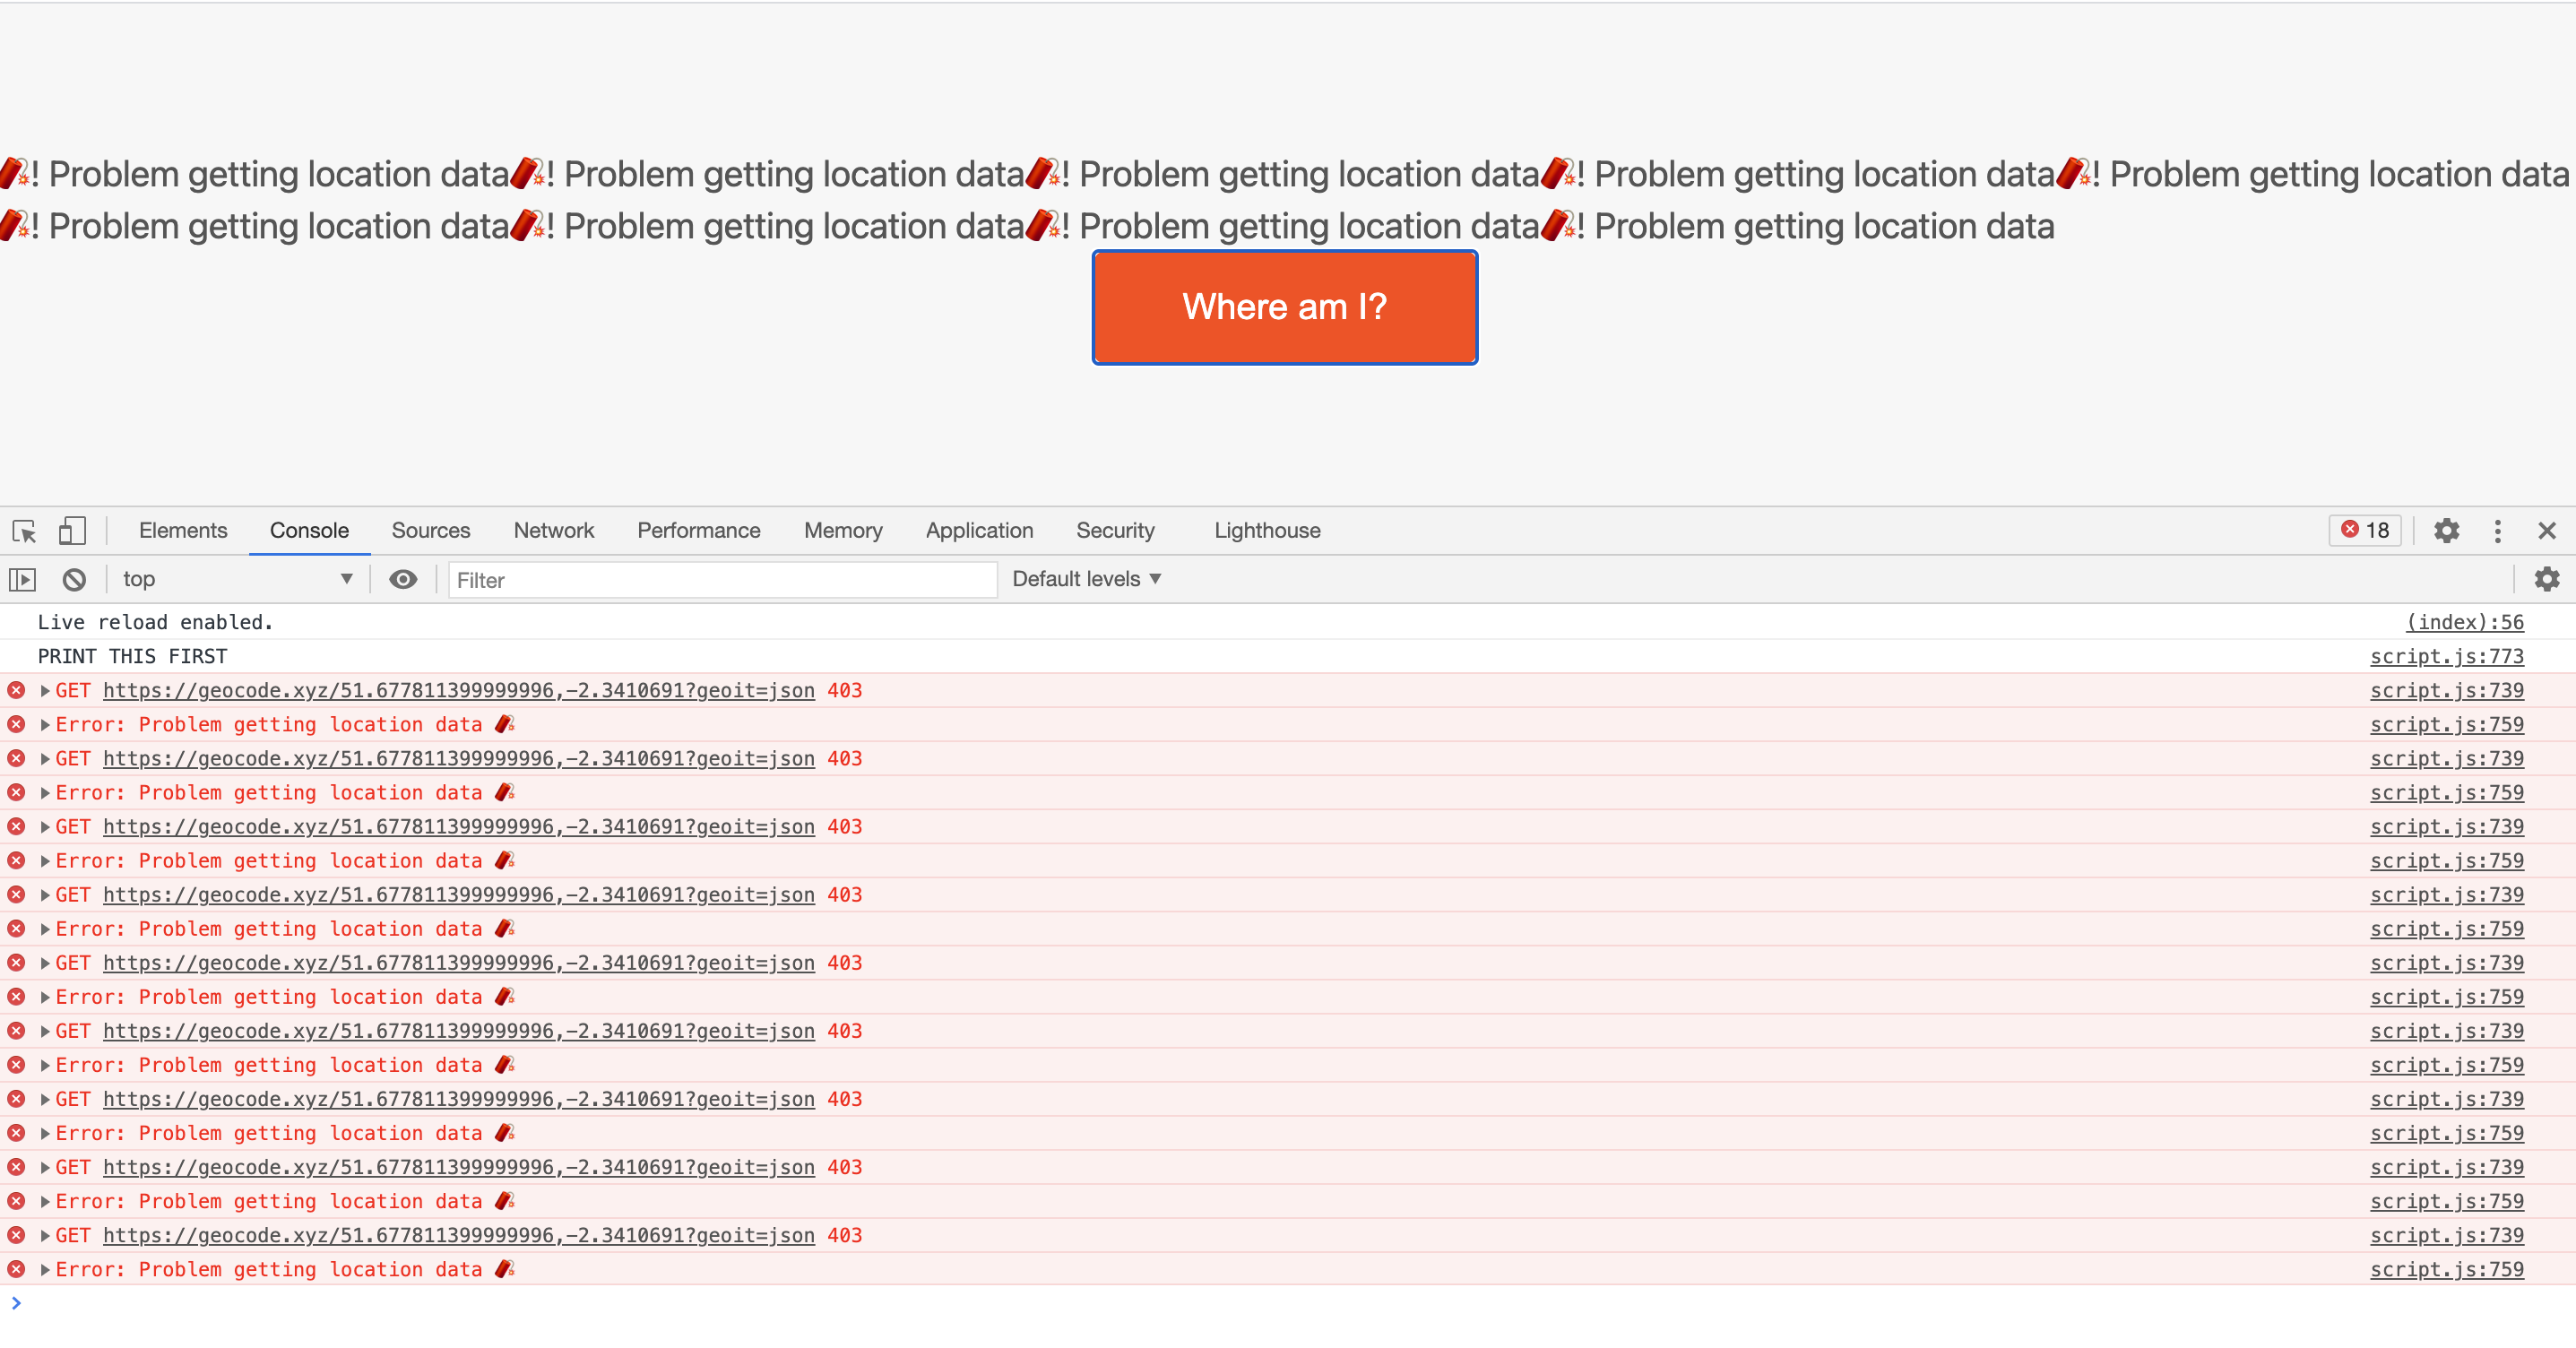 🧨! Problem getting location data🧨! Problem getting location data🧨! Problem getting location data🧨! Problem getting location data🧨! Problem getting location data
🧨! Problem getting location data🧨! Problem getting location data🧨! Problem getting location data🧨! Problem getting location data
Where am I?
Elements Console Sources Network Performance Memory Application Security Lighthouse 18
top Filter Default levels
Live reload enabled. (index):56
PRINT THIS FIRST script.js:773
GET https://geocode.xyz/51.677811399999996,-2.3410691?geoit=json 403 script.js:739
Error: Problem getting location data 🧨 script.js:759
GET https://geocode.xyz/51.677811399999996,-2.3410691?geoit=json 403 script.js:739
Error: Problem getting location data 🧨 script.js:759
GET https://geocode.xyz/51.677811399999996,-2.3410691?geoit=json 403 script.js:739
Error: Problem getting location data 🧨 script.js:759
GET https://geocode.xyz/51.677811399999996,-2.3410691?geoit=json 403 script.js:739
Error: Problem getting location data 🧨 script.js:759
GET https://geocode.xyz/51.677811399999996,-2.3410691?geoit=json 403 script.js:739
Error: Problem getting location data 🧨 script.js:759
GET https://geocode.xyz/51.677811399999996,-2.3410691?geoit=json 403 script.js:739
Error: Problem getting location data 🧨 script.js:759
GET https://geocode.xyz/51.677811399999996,-2.3410691?geoit=json 403 script.js:739
Error: Problem getting location data 🧨 script.js:759
GET https://geocode.xyz/51.677811399999996,-2.3410691?geoit=json 403 script.js:739
Error: Problem getting location data 🧨 script.js:759
GET https://geocode.xyz/51.677811399999996,-2.3410691?geoit=json 403 script.js:739
Error: Problem getting location data 🧨 script.js:759